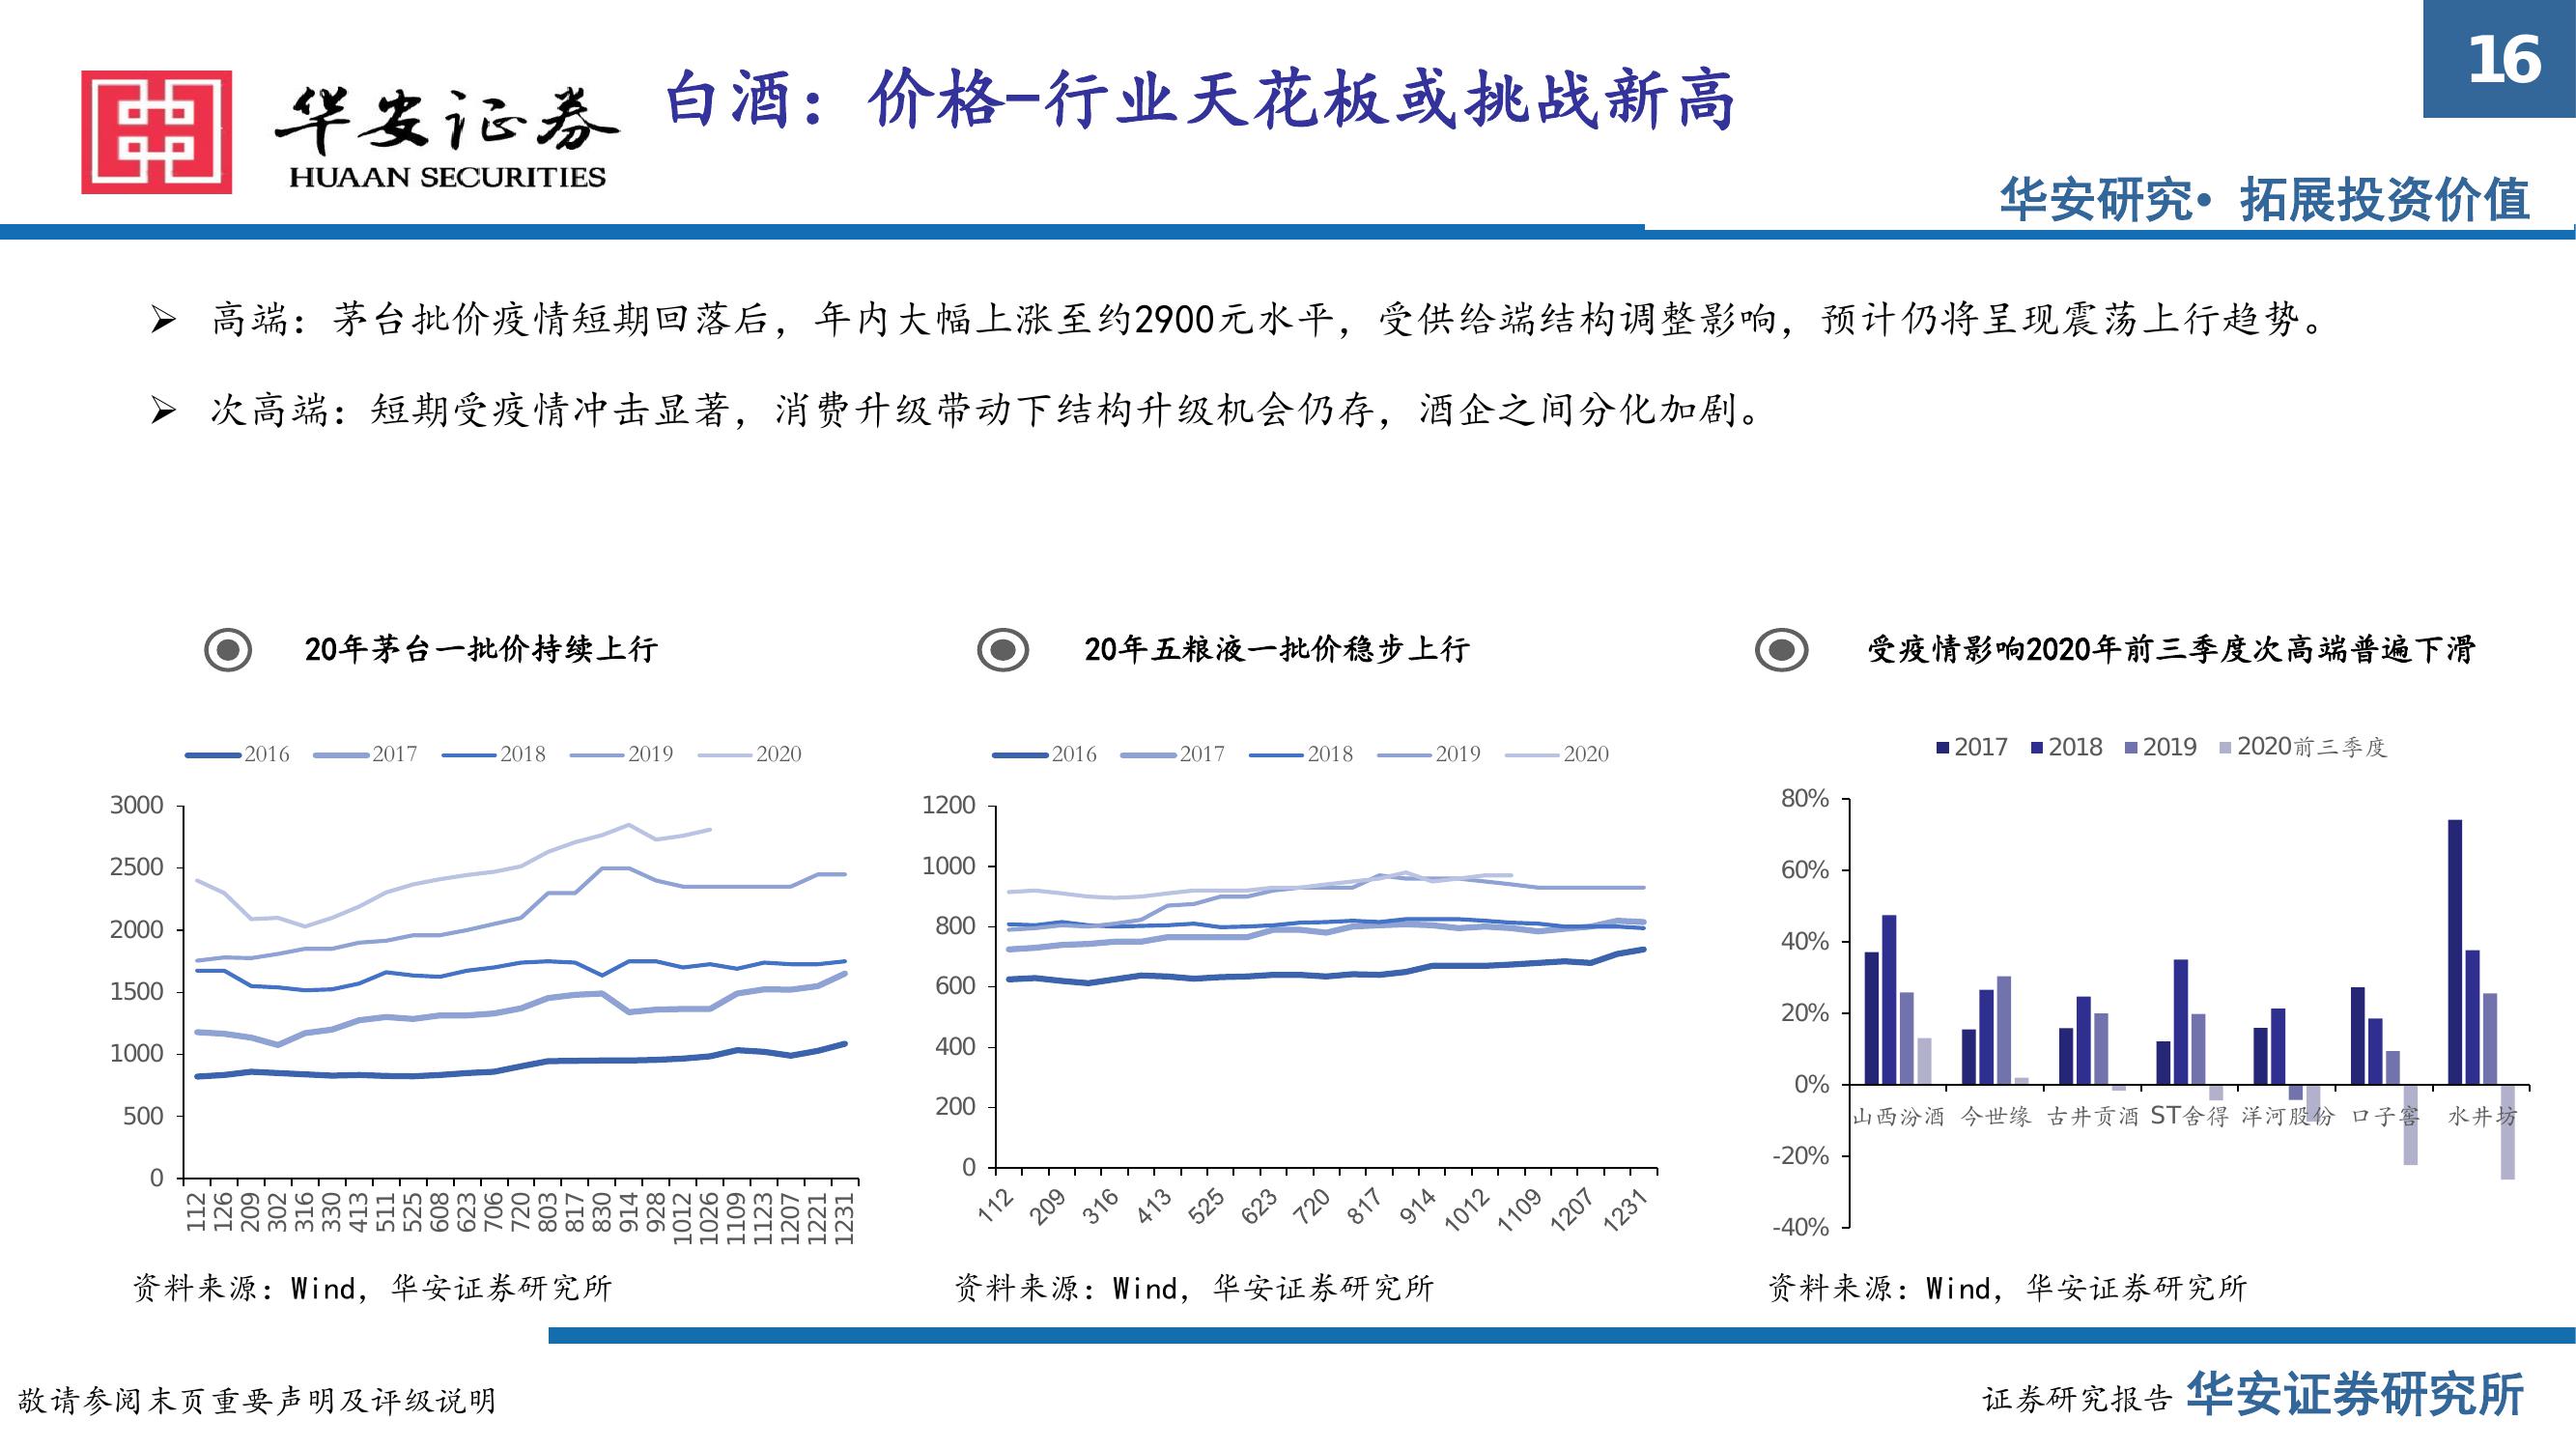 16
华安证券
HUAAN SECURITIES
白酒：价格-行业天花板或挑战新高
华安研究• 拓展投资价值
➢ 高端：茅台批价疫情短期回落后，年内大幅上涨至约2900元水平，受供给端结构调整影响，预计仍将呈现震荡上行趋势。
➢ 次高端：短期受疫情冲击显著，消费升级带动下结构升级机会仍存，酒企之间分化加剧。
20年茅台一批价持续上行
2016 2017 2018 2019 2020
3000
2500
2000
1500
1000
500
0
112 126 209 302 316 330 413 511 525 608 623 706 720 803 817 830 914 928 1012 1026 1109 1123 1207 1221 1231
资料来源：Wind，华安证券研究所
20年五粮液一批价稳步上行
2016 2017 2018 2019 2020
1200
1000
800
600
400
200
0
112 209 316 413 525 623 720 817 914 1012 1109 1207 1231
资料来源：Wind，华安证券研究所
受疫情影响2020年前三季度次高端普遍下滑
2017 2018 2019 2020前三季度
80%
60%
40%
20%
0%
-20%
-40%
山西汾酒 今世缘 古井贡酒 ST舍得 洋河股份 口子窖 水井坊
资料来源：Wind，华安证券研究所
敬请参阅末页重要声明及评级说明
证券研究报告 华安证券研究所